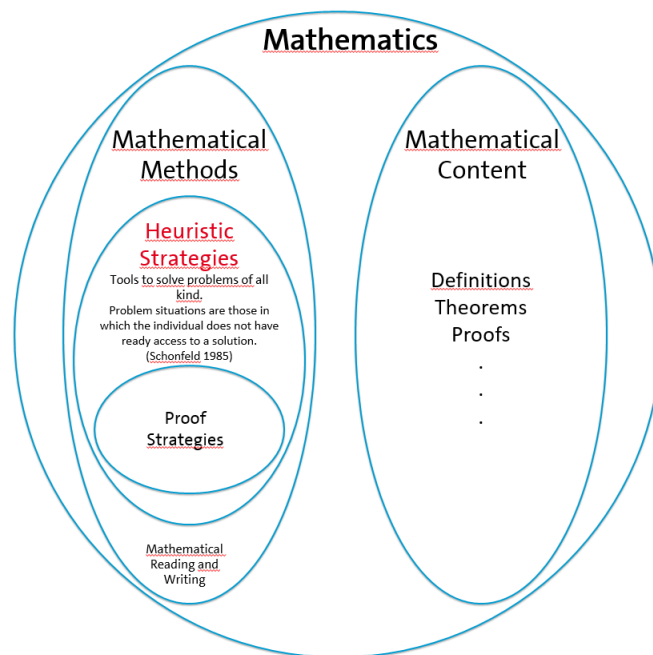 Mathematics
Mathematical
Methods
Heuristic
Strategies
Tools to solve problems of all
kind.
Problem situations are those in
which the individual does not have
ready access to a solution.
(Schonfeld 1985)
Proof
Strategies
Mathematical
Reading and
Writing
Mathematical
Content
Definitions
Theorems
Proofs
.
.
.